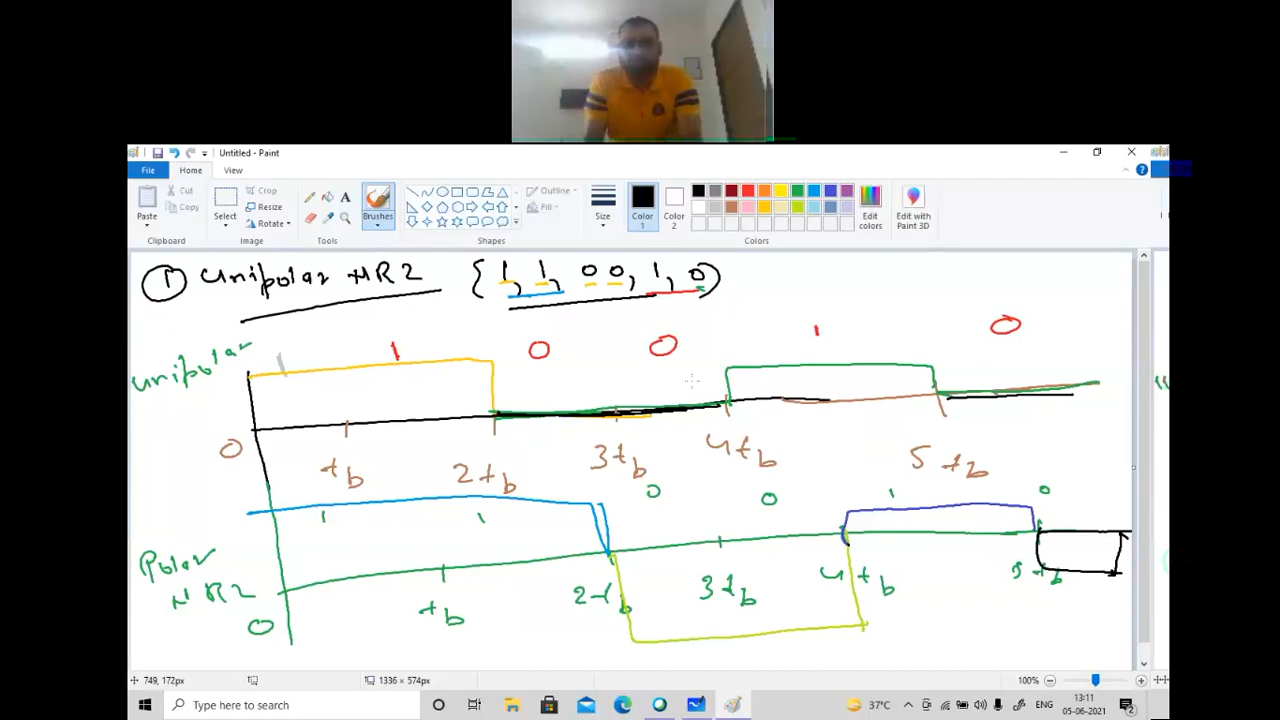 Untitled - Paint
File Home View
Cut
Copy
Paste
Crop
Resize
Rotate
Select
Outline
Fill
Brushes
Size
Color 1
Color 2
Edit colors
Edit with Paint 3D
Clipboard
Image
Tools
Shapes
Colors
① Unipolar NRZ {1, 1, 0 0, 1, 0}
Unipolar
1 1 0 0 1 0
0 tb 2tb 3tb 4tb 5tb
1 1 0 0 1 0
Polar
NRZ
0 tb 2tb 3tb 4tb 5tb
749, 172px
1336 × 574px
100%
Type here to search
37°C
ENG
13:11
05-06-2021
2